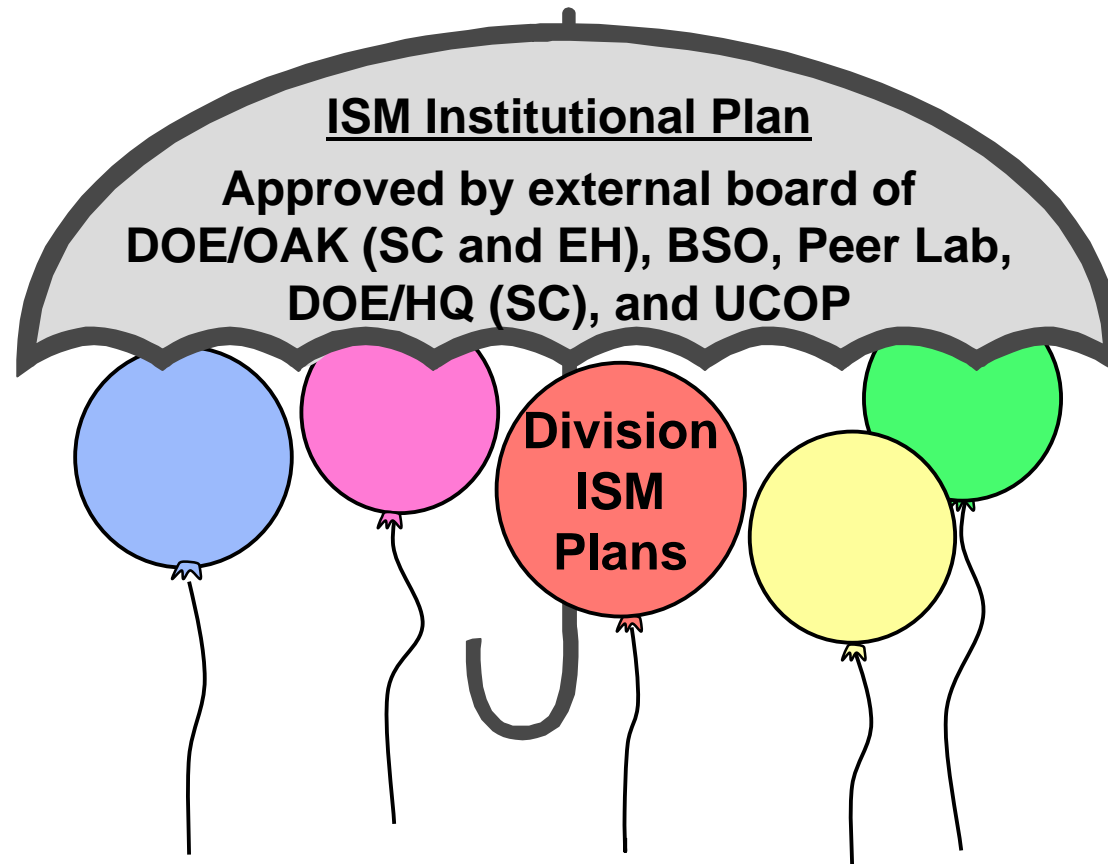 ISM Institutional Plan
Approved by external board of
DOE/OAK (SC and EH), BSO, Peer Lab,
DOE/HQ (SC), and UCOP
Division
ISM
Plans